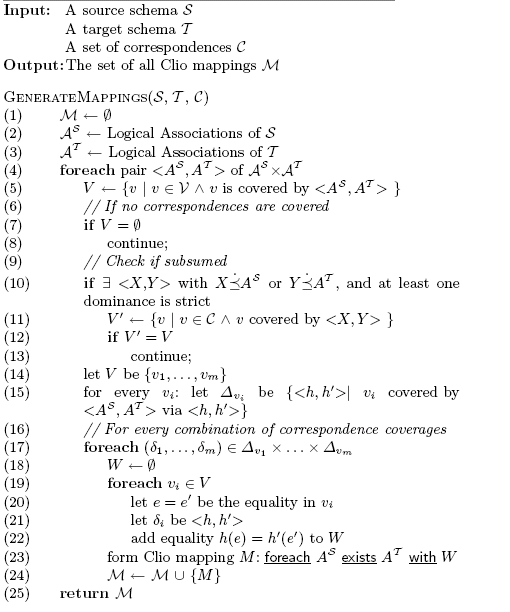 Input: A source schema 𝒮
A target schema 𝒯
A set of correspondences 𝒞
Output: The set of all Clio mappings ℳ
GENERATEMAPPINGS(𝒮, 𝒯, 𝒞)
(1) ℳ ← ∅
(2) 𝒜^𝒮 ← Logical Associations of 𝒮
(3) 𝒜^𝒯 ← Logical Associations of 𝒯
(4) foreach pair <A^𝒮, A^𝒯> of 𝒜^𝒮×𝒜^𝒯
(5) V ← {v | v ∈ 𝒱 ∧ v is covered by <A^𝒮, A^𝒯> }
(6) // If no correspondences are covered
(7) if V = ∅
(8) continue;
(9) // Check if subsumed
(10) if ∃ <X,Y> with X ⪯̇ A^𝒮 or Y ⪯̇ A^𝒯, and at least one
dominance is strict
(11) V′ ← {v | v ∈ 𝒞 ∧ v covered by <X, Y> }
(12) if V′ = V
(13) continue;
(14) let V be {v₁, . . . , vₘ}
(15) for every vᵢ: let Δ_vᵢ be {<h, h′>| vᵢ covered by
<A^𝒮, A^𝒯> via <h, h′>}
(16) // For every combination of correspondence coverages
(17) foreach (δ₁, . . . , δₘ) ∈ Δ_v₁ × . . . × Δ_vₘ
(18) W ← ∅
(19) foreach vᵢ ∈ V
(20) let e = e′ be the equality in vᵢ
(21) let δᵢ be <h, h′>
(22) add equality h(e) = h′(e′) to W
(23) form Clio mapping M: foreach A^𝒮 exists A^𝒯 with W
(24) ℳ ← ℳ ∪ {M}
(25) return ℳ